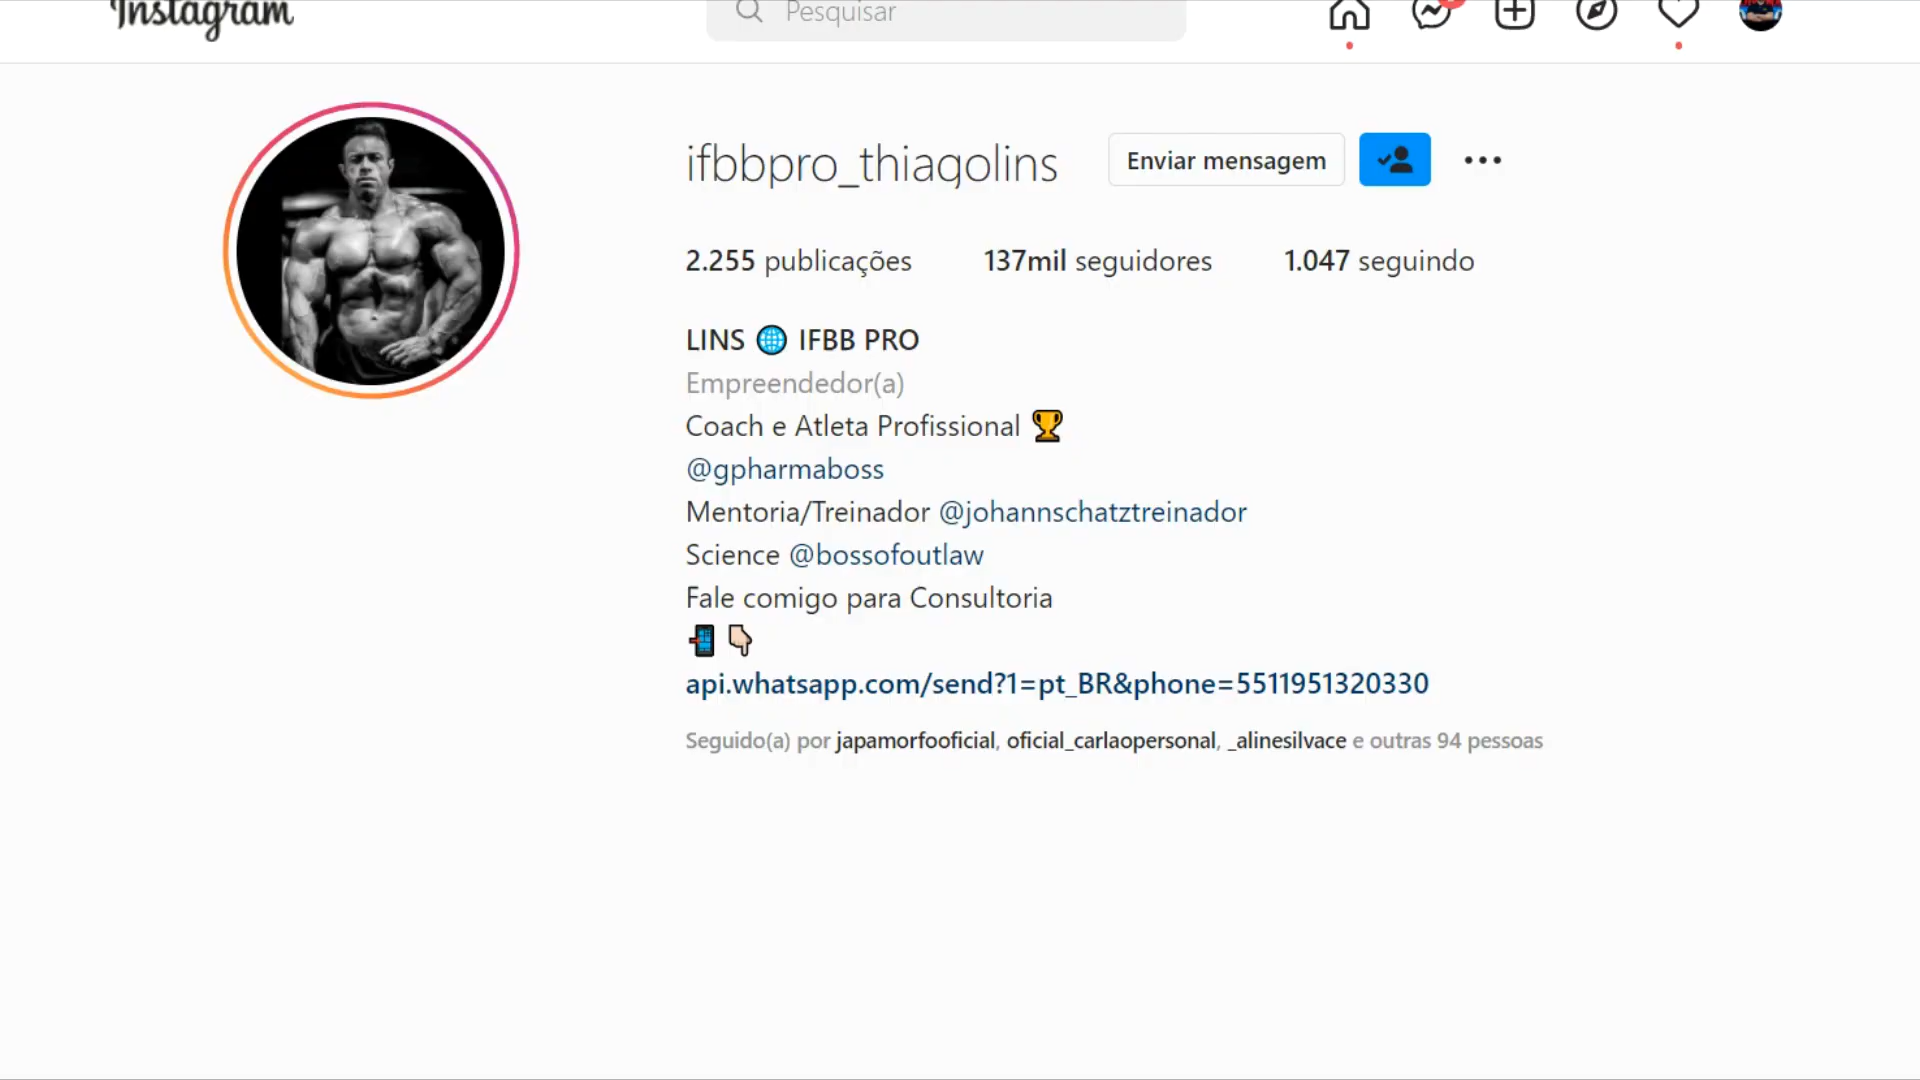 Instagram
Pesquisar
ifbbpro_thiagolins
Enviar mensagem
2.255 publicações
137mil seguidores
1.047 seguindo
LINS 🌐 IFBB PRO
Empreendedor(a)
Coach e Atleta Profissional 🏆
@gpharmaboss
Mentoria/Treinador @johannschatztreinador
Science @bossofoutlaw
Fale comigo para Consultoria
📲👇🏻
api.whatsapp.com/send?1=pt_BR&phone=5511951320330
Seguido(a) por japamorfooficial, oficial_carlaopersonal, _alinesilvace e outras 94 pessoas